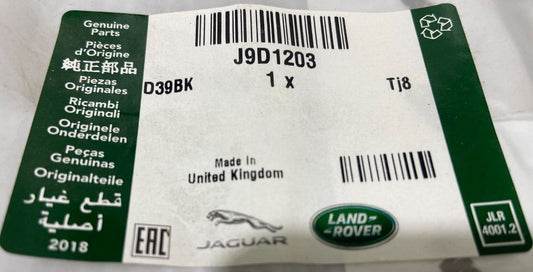 Genuine
Parts
Pièces
d'Origine
純正部品
Piezas
Originales
Ricambi
Originali
Originele
Onderdelen
Peças
Genuinas
Originalteile
قطع غيار
أصلية
2018
J9D1203
1 x
D39BK
Tj8
Made In
United Kingdom
EAC
JAGUAR
LAND-
ROVER
JLR
4001.2